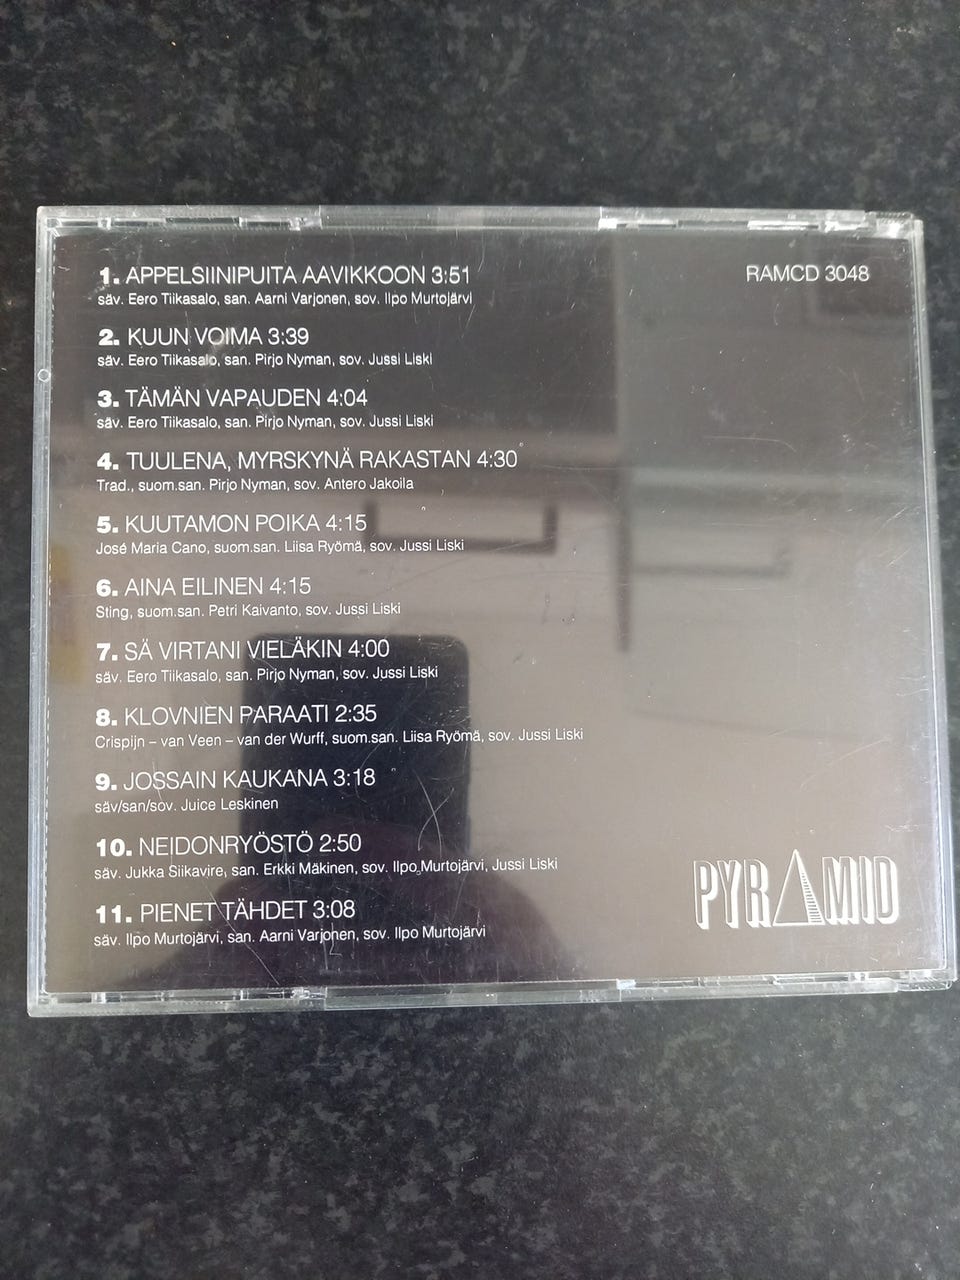 1. APPELSIINIPUITA AAVIKKOON 3:51
säv. Eero Tiikasalo, san. Aarni Varjonen, sov. Ilpo Murtojärvi
RAMCD 3048
2. KUUN VOIMA 3:39
säv. Eero Tiikasalo, san. Pirjo Nyman, sov. Jussi Liski
3. TÄMÄN VAPAUDEN 4:04
säv. Eero Tiikasalo, san. Pirjo Nyman, sov. Jussi Liski
4. TUULENA, MYRSKYNÄ RAKASTAN 4:30
Trad., suom.san. Pirjo Nyman, sov. Antero Jakoila
5. KUUTAMON POIKA 4:15
José Maria Cano, suom.san. Liisa Ryömä, sov. Jussi Liski
6. AINA EILINEN 4:15
Sting, suom.san. Petri Kaivanto, sov. Jussi Liski
7. SÄ VIRTANI VIELÄKIN 4:00
säv. Eero Tiikasalo, san. Pirjo Nyman, sov. Jussi Liski
8. KLOVNIEN PARAATI 2:35
Crispijn – van Veen – van der Wurff, suom.san. Liisa Ryömä, sov. Jussi Liski
9. JOSSAIN KAUKANA 3:18
säv/san/sov. Juice Leskinen
10. NEIDONRYÖSTÖ 2:50
säv. Jukka Siikavire, san. Erkki Mäkinen, sov. Ilpo Murtojärvi, Jussi Liski
11. PIENET TÄHDET 3:08
säv. Ilpo Murtojärvi, san. Aarni Varjonen, sov. Ilpo Murtojärvi
PYRAMID